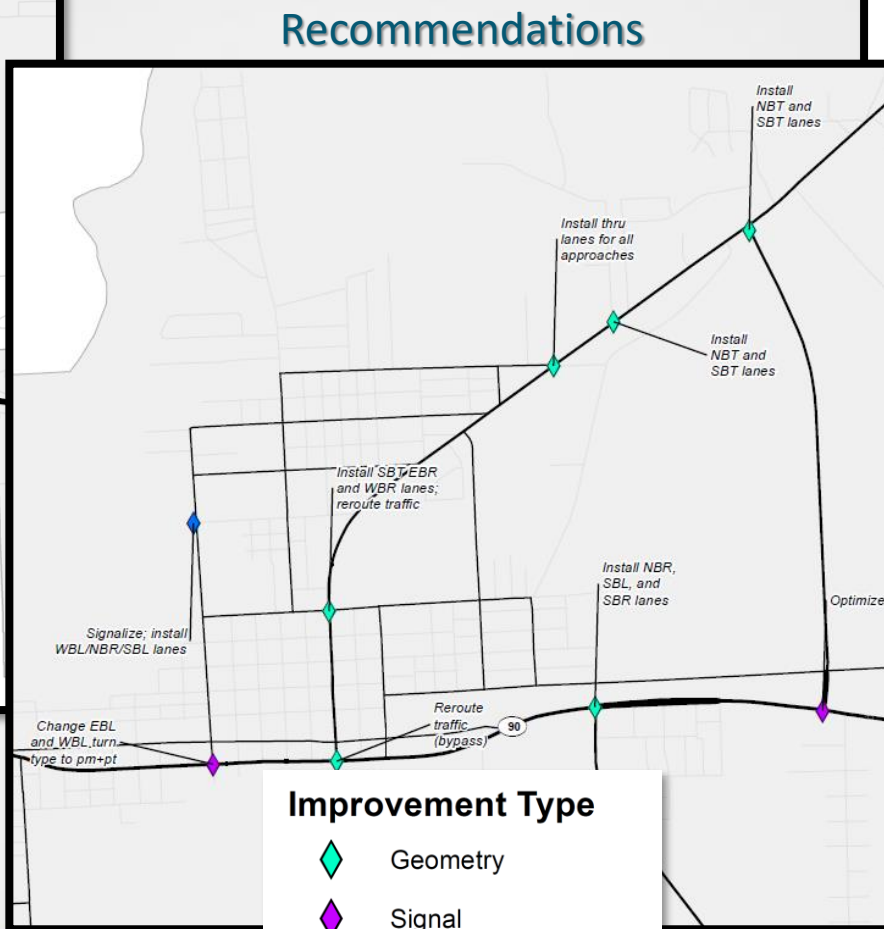 Recommendations
Install
NBT and
SBT lanes
Install thru
lanes for all
approaches
Install
NBT and
SBT lanes
Install SBT EBR
and WBR lanes;
reroute traffic
Install NBR,
SBL, and
SBR lanes
Optimize
Signalize; install
WBL/NBR/SBL lanes
Reroute
traffic
(bypass)
90
Change EBL
and WBL turn
type to pm+pt
Improvement Type
Geometry
Signal